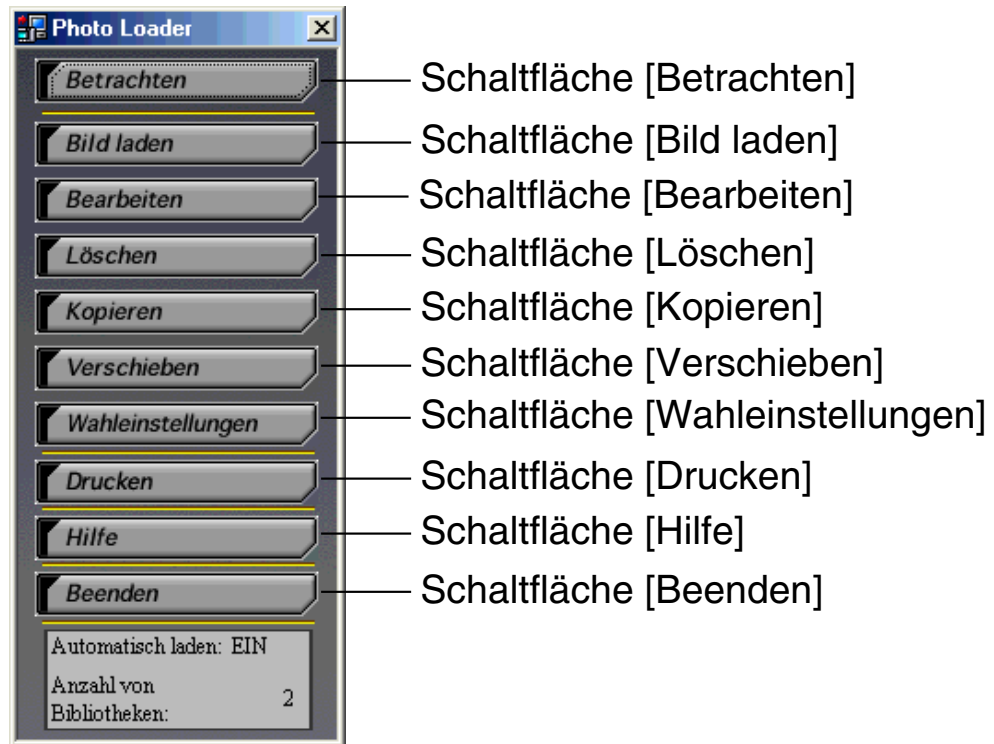 Photo Loader
Betrachten
Schaltfläche [Betrachten]
Bild laden
Schaltfläche [Bild laden]
Bearbeiten
Schaltfläche [Bearbeiten]
Löschen
Schaltfläche [Löschen]
Kopieren
Schaltfläche [Kopieren]
Verschieben
Schaltfläche [Verschieben]
Wahleinstellungen
Schaltfläche [Wahleinstellungen]
Drucken
Schaltfläche [Drucken]
Hilfe
Schaltfläche [Hilfe]
Beenden
Schaltfläche [Beenden]
Automatisch laden: EIN
Anzahl von
Bibliotheken: 2